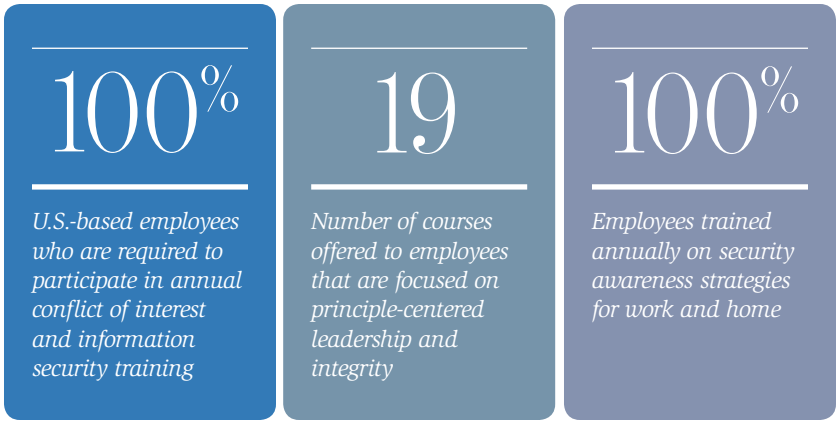 100%
U.S.-based employees
who are required to
participate in annual
conflict of interest
and information
security training
19
Number of courses
offered to employees
that are focused on
principle-centered
leadership and
integrity
100%
Employees trained
annually on security
awareness strategies
for work and home